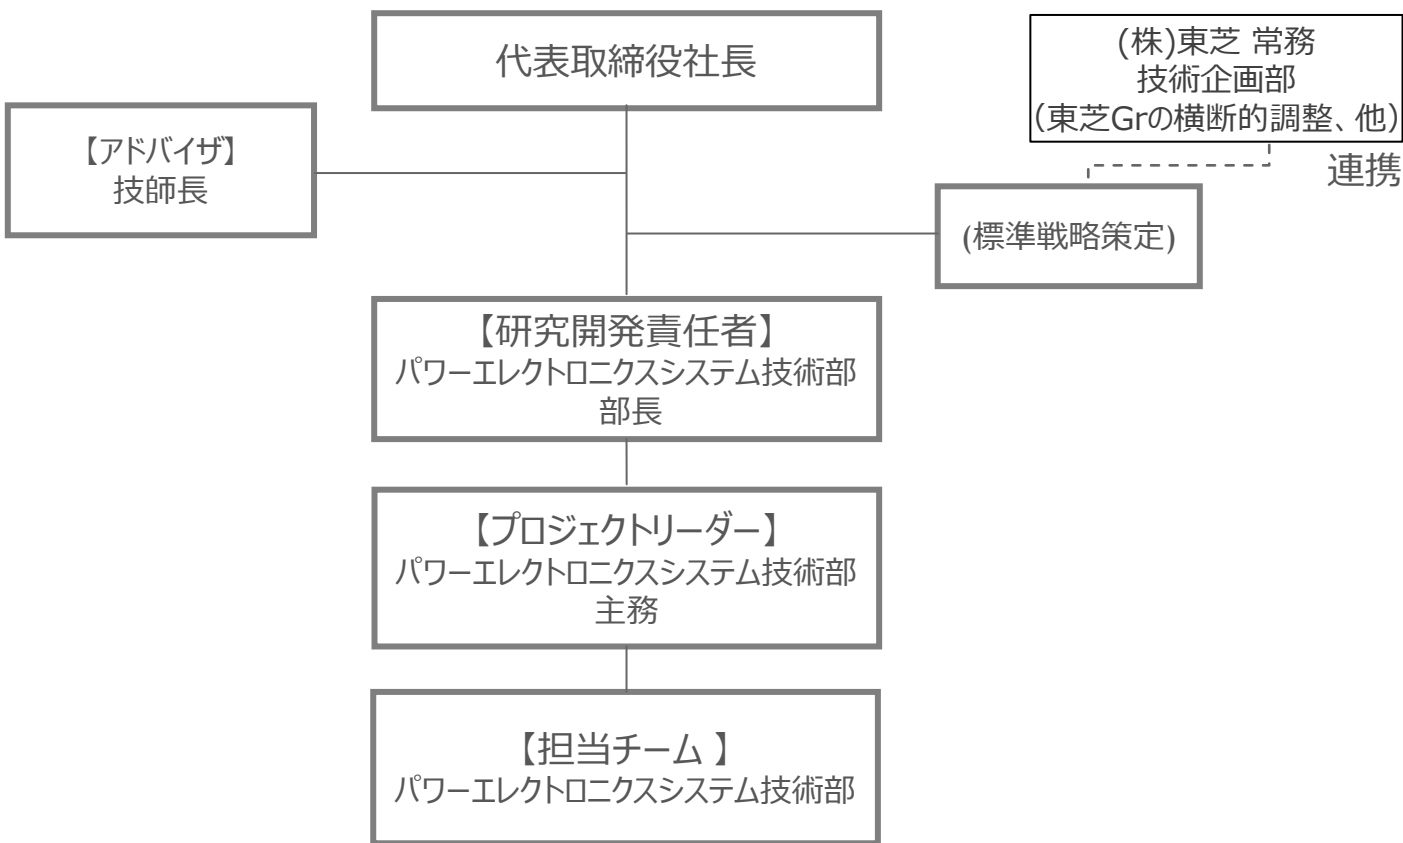 代表取締役社長
(株)東芝 常務
技術企画部
(東芝Grの横断的調整、他)
連携
【アドバイザ】
技師長
(標準戦略策定)
【研究開発責任者】
パワーエレクトロニクスシステム技術部
部長
【プロジェクトリーダー】
パワーエレクトロニクスシステム技術部
主務
【担当チーム 】
パワーエレクトロニクスシステム技術部